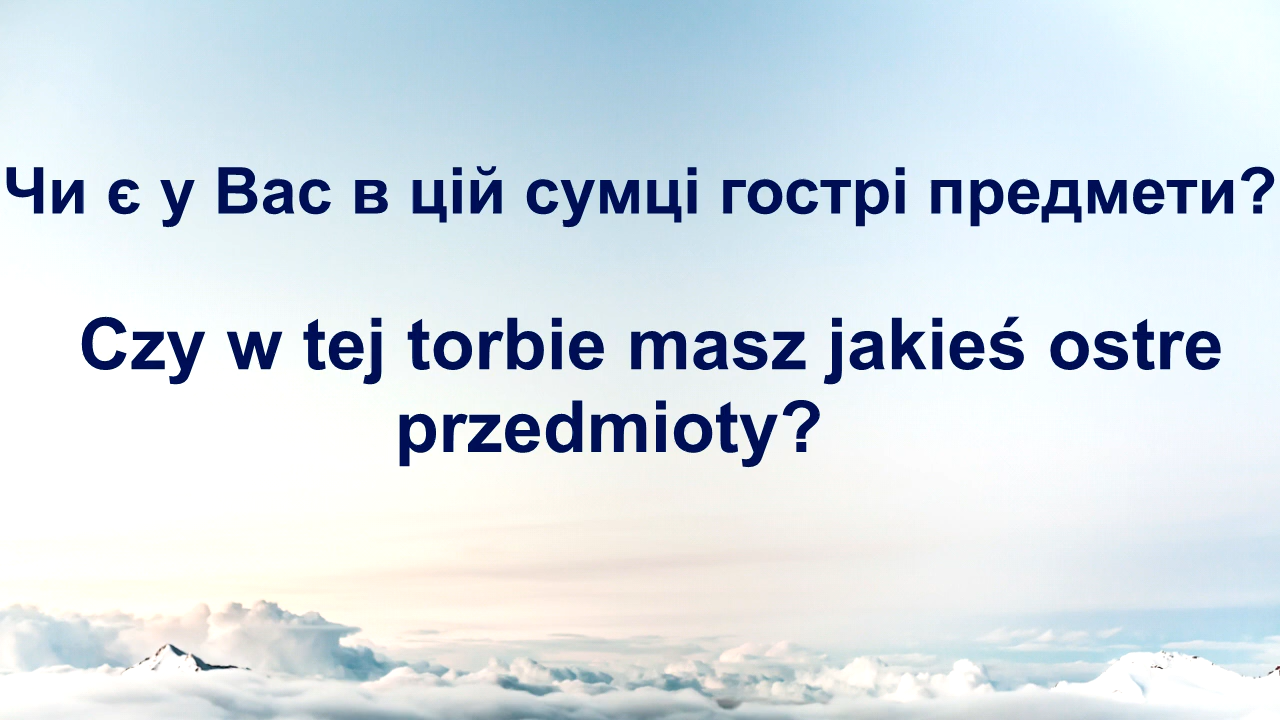 Чи є у Вас в цій сумці гострі предмети?
Czy w tej torbie masz jakieś ostre
przedmioty?